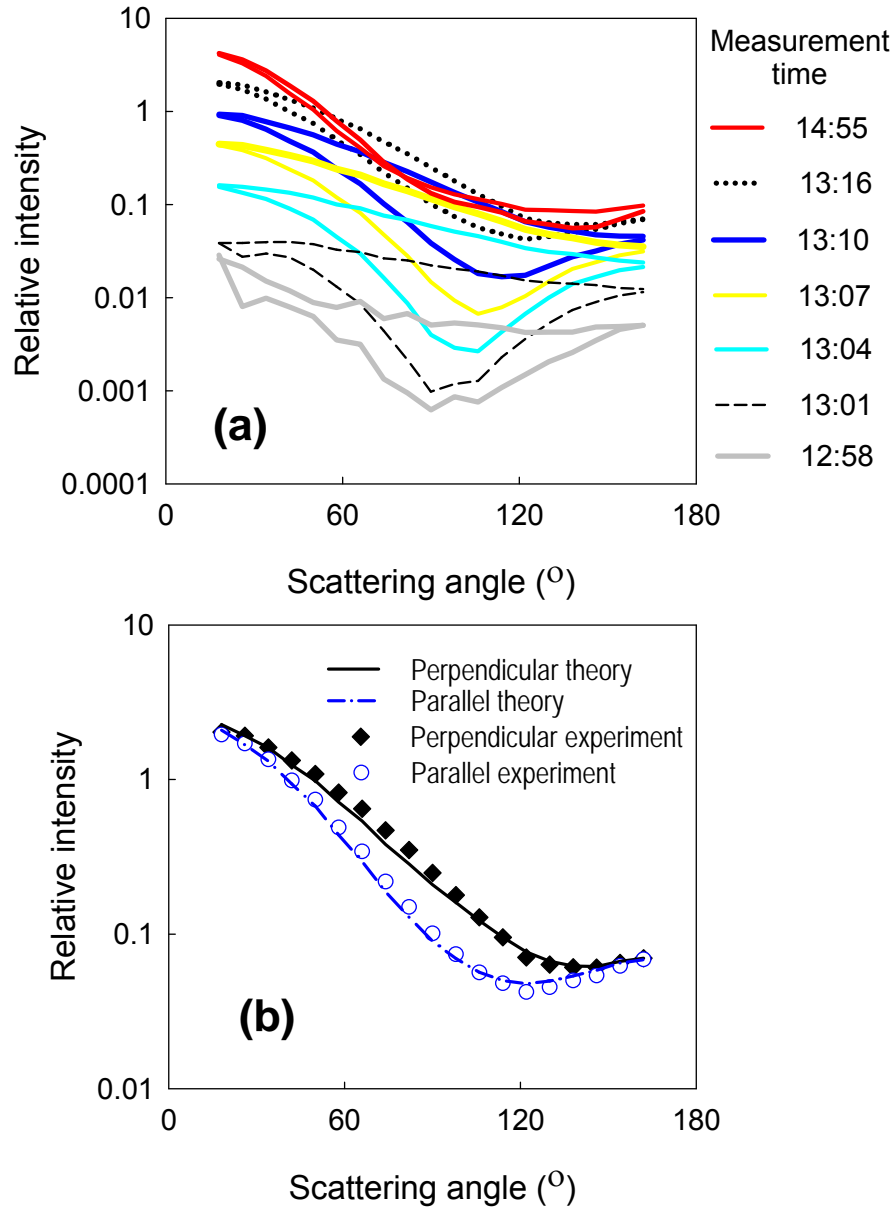 10
1
0.1
0.01
0.001
0.0001
Relative intensity
(a)
0
60
120
180
Scattering angle (O)
Measurement
time
14:55
13:16
13:10
13:07
13:04
13:01
12:58
10
1
0.1
0.01
Relative intensity
Perpendicular theory
Parallel theory
Perpendicular experiment
Parallel experiment
(b)
0
60
120
180
Scattering angle (O)